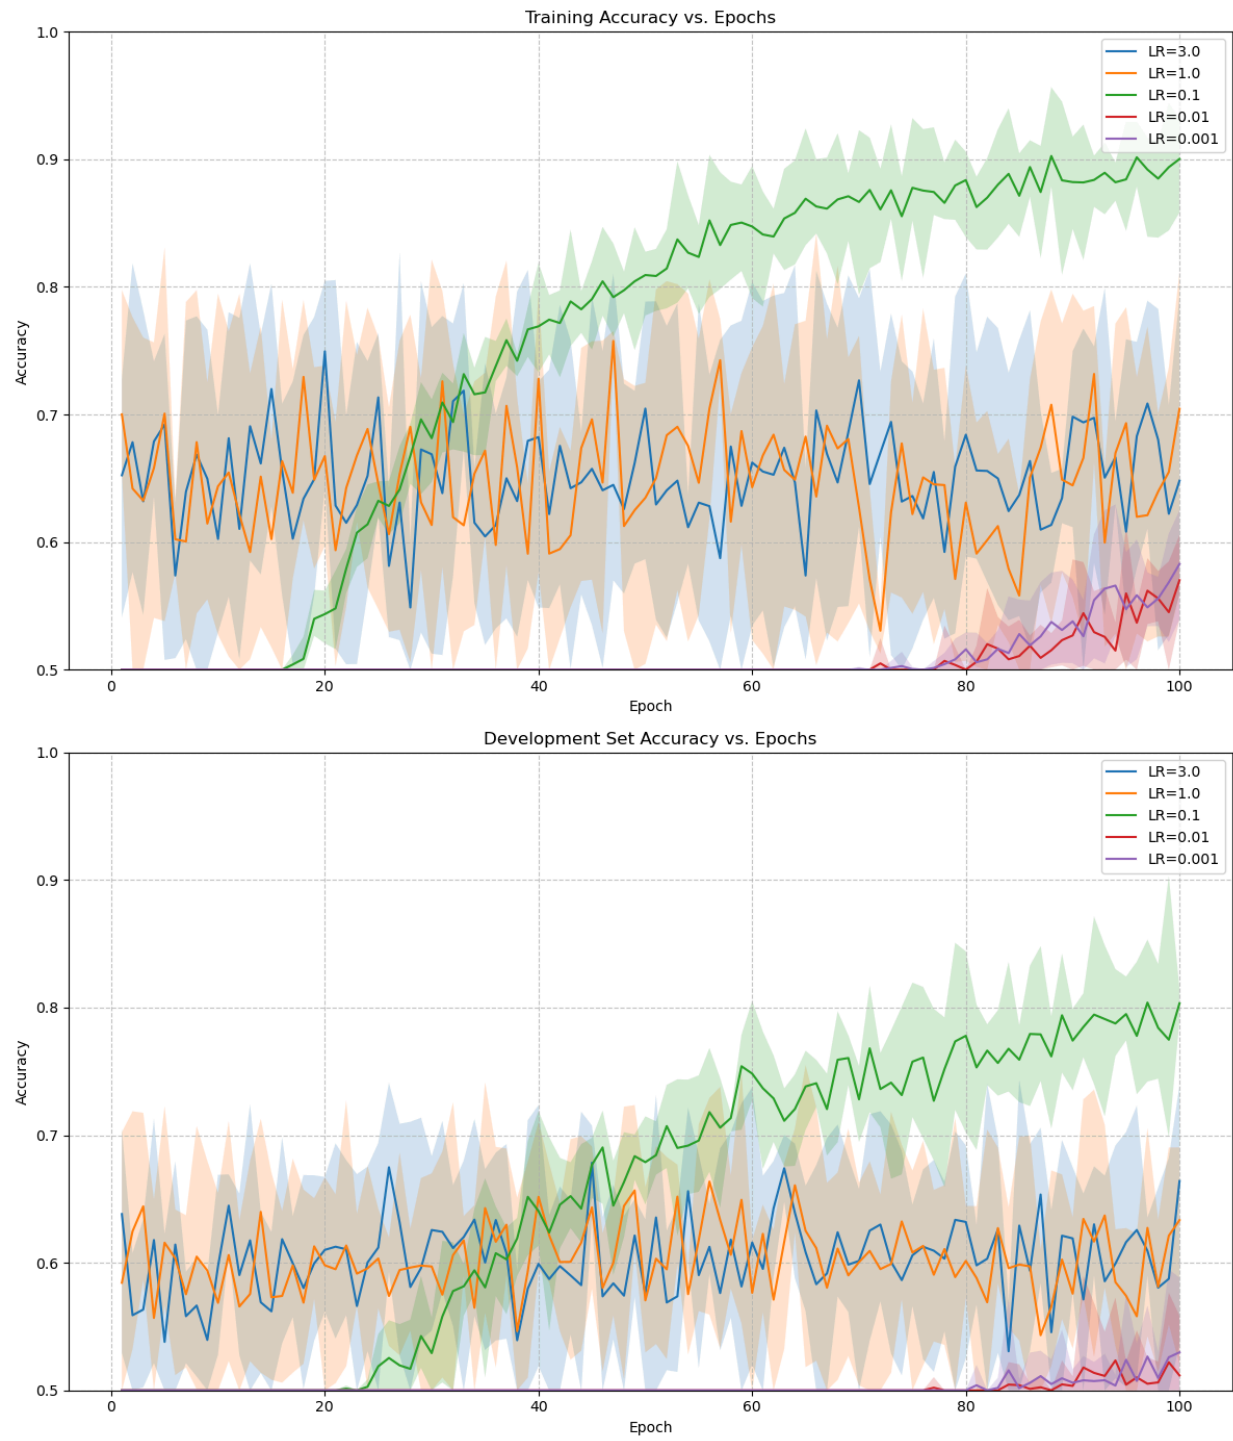 Training Accuracy vs. Epochs
1.0
0.9
0.8
0.7
0.6
0.5
Accuracy
LR=3.0
LR=1.0
LR=0.1
LR=0.01
LR=0.001
0 20 40 60 80 100
Epoch
Development Set Accuracy vs. Epochs
1.0
0.9
0.8
0.7
0.6
0.5
Accuracy
LR=3.0
LR=1.0
LR=0.1
LR=0.01
LR=0.001
0 20 40 60 80 100
Epoch